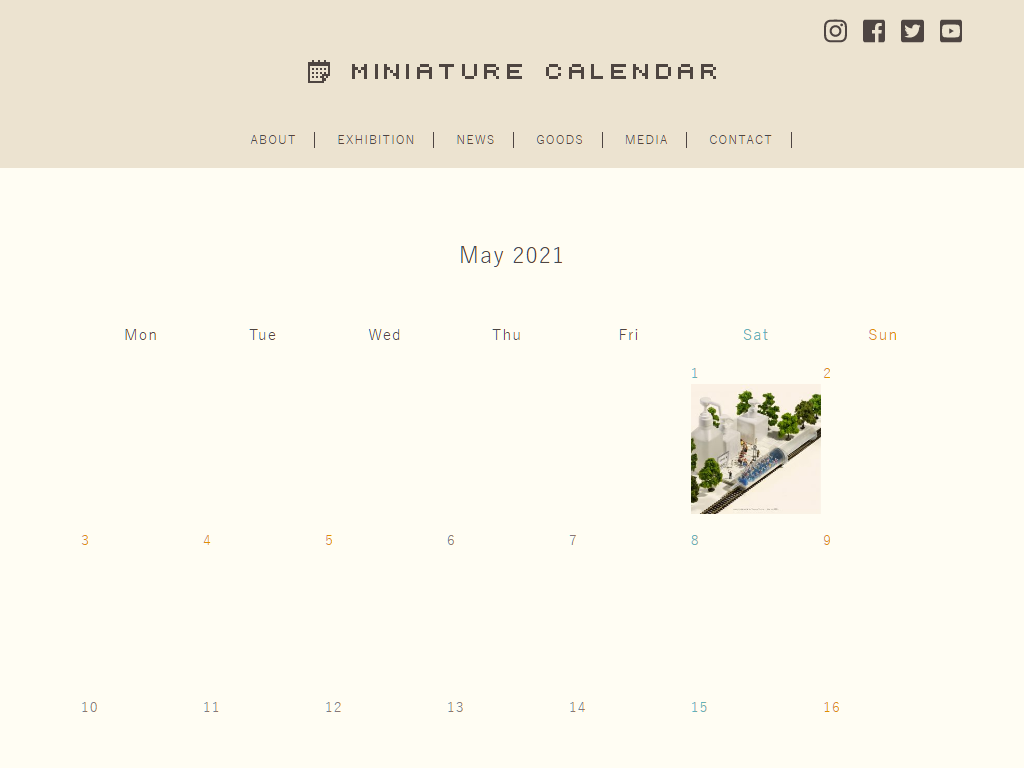 MINIATURE CALENDAR
ABOUT EXHIBITION NEWS GOODS MEDIA CONTACT
May 2021
Mon Tue Wed Thu Fri Sat Sun
1 2
3 4 5 6 7 8 9
10 11 12 13 14 15 16